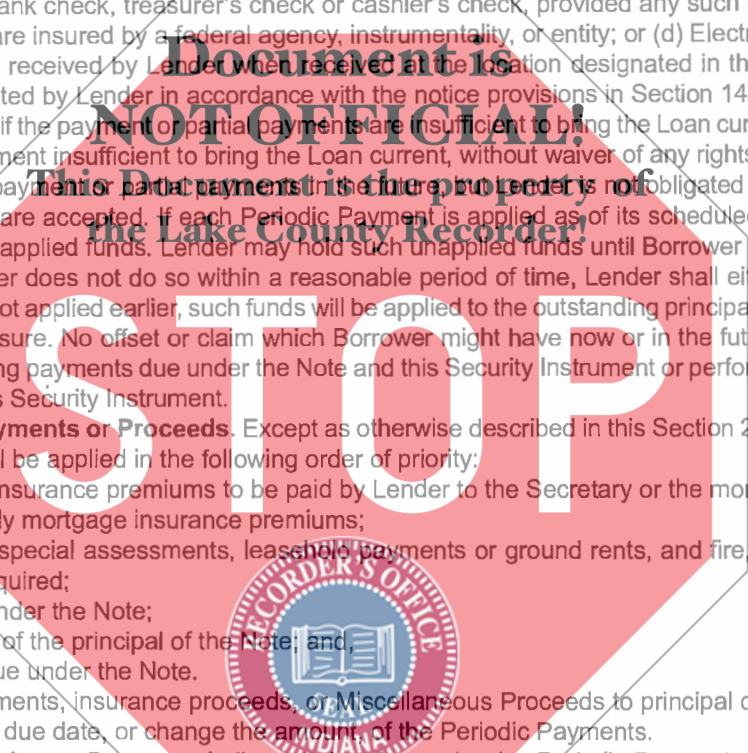 ank check, treasurer's check or cashier's check, provided any such
are insured by a federal agency, instrumentality, or entity; or (d) Electr
Document is
received by Lender when received at the location designated in th
ted by Lender in accordance with the notice provisions in Section 14
NOT OFFICIAL!
if the payment or partial payments are insufficient to bring the Loan cur
ment insufficient to bring the Loan current, without waiver of any rights
This Document is the property of
payment or partial payments in the future, but Lender is not obligated
are accepted. If each Periodic Payment is applied as of its schedule
the Lake County Recorder!
applied funds. Lender may hold such unapplied funds until Borrower
er does not do so within a reasonable period of time, Lender shall ei
ot applied earlier, such funds will be applied to the outstanding principa
STOP
sure. No offset or claim which Borrower might have now or in the fut
ng payments due under the Note and this Security Instrument or perfo
s Security Instrument.
yments or Proceeds. Except as otherwise described in this Section 2
l be applied in the following order of priority:
nsurance premiums to be paid by Lender to the Secretary or the mo
ly mortgage insurance premiums;
special assessments, leasehold payments or ground rents, and fire,
quired;
RECORDER'S OFFICE
nder the Note;
of the principal of the Note; and,
ue under the Note.
SEAL
ments, insurance proceeds, or Miscellaneous Proceeds to principal
INDIANA
due date, or change the amount, of the Periodic Payments.